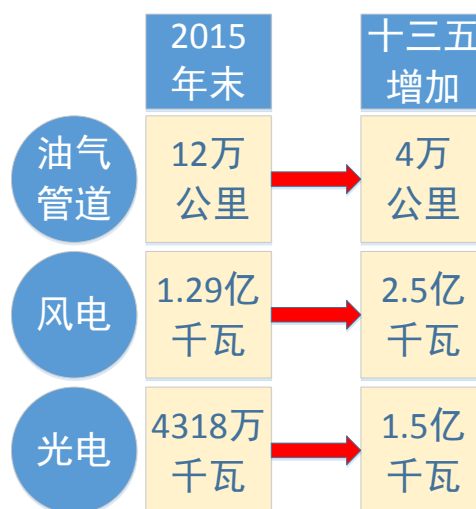 2015
年末
十三五
增加
油气
管道
12万
公里
4万
公里
风电
1.29亿
千瓦
2.5亿
千瓦
光电
4318万
千瓦
1.5亿
千瓦